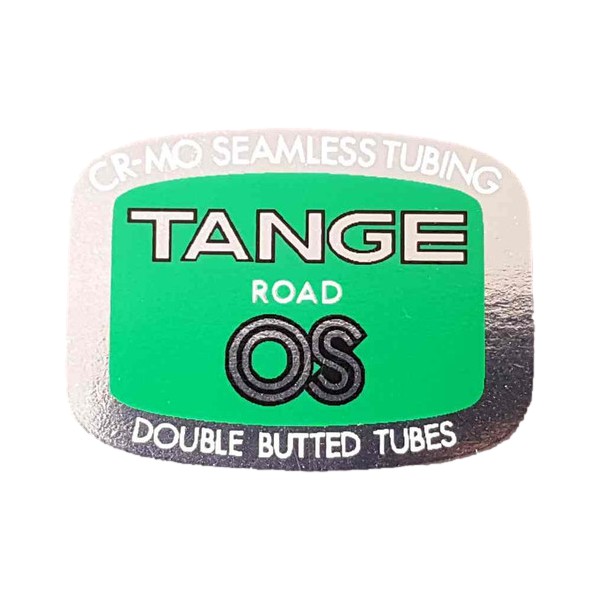 CR-MO SEAMLESS TUBING
TANGE
ROAD
OS
DOUBLE BUTTED TUBES